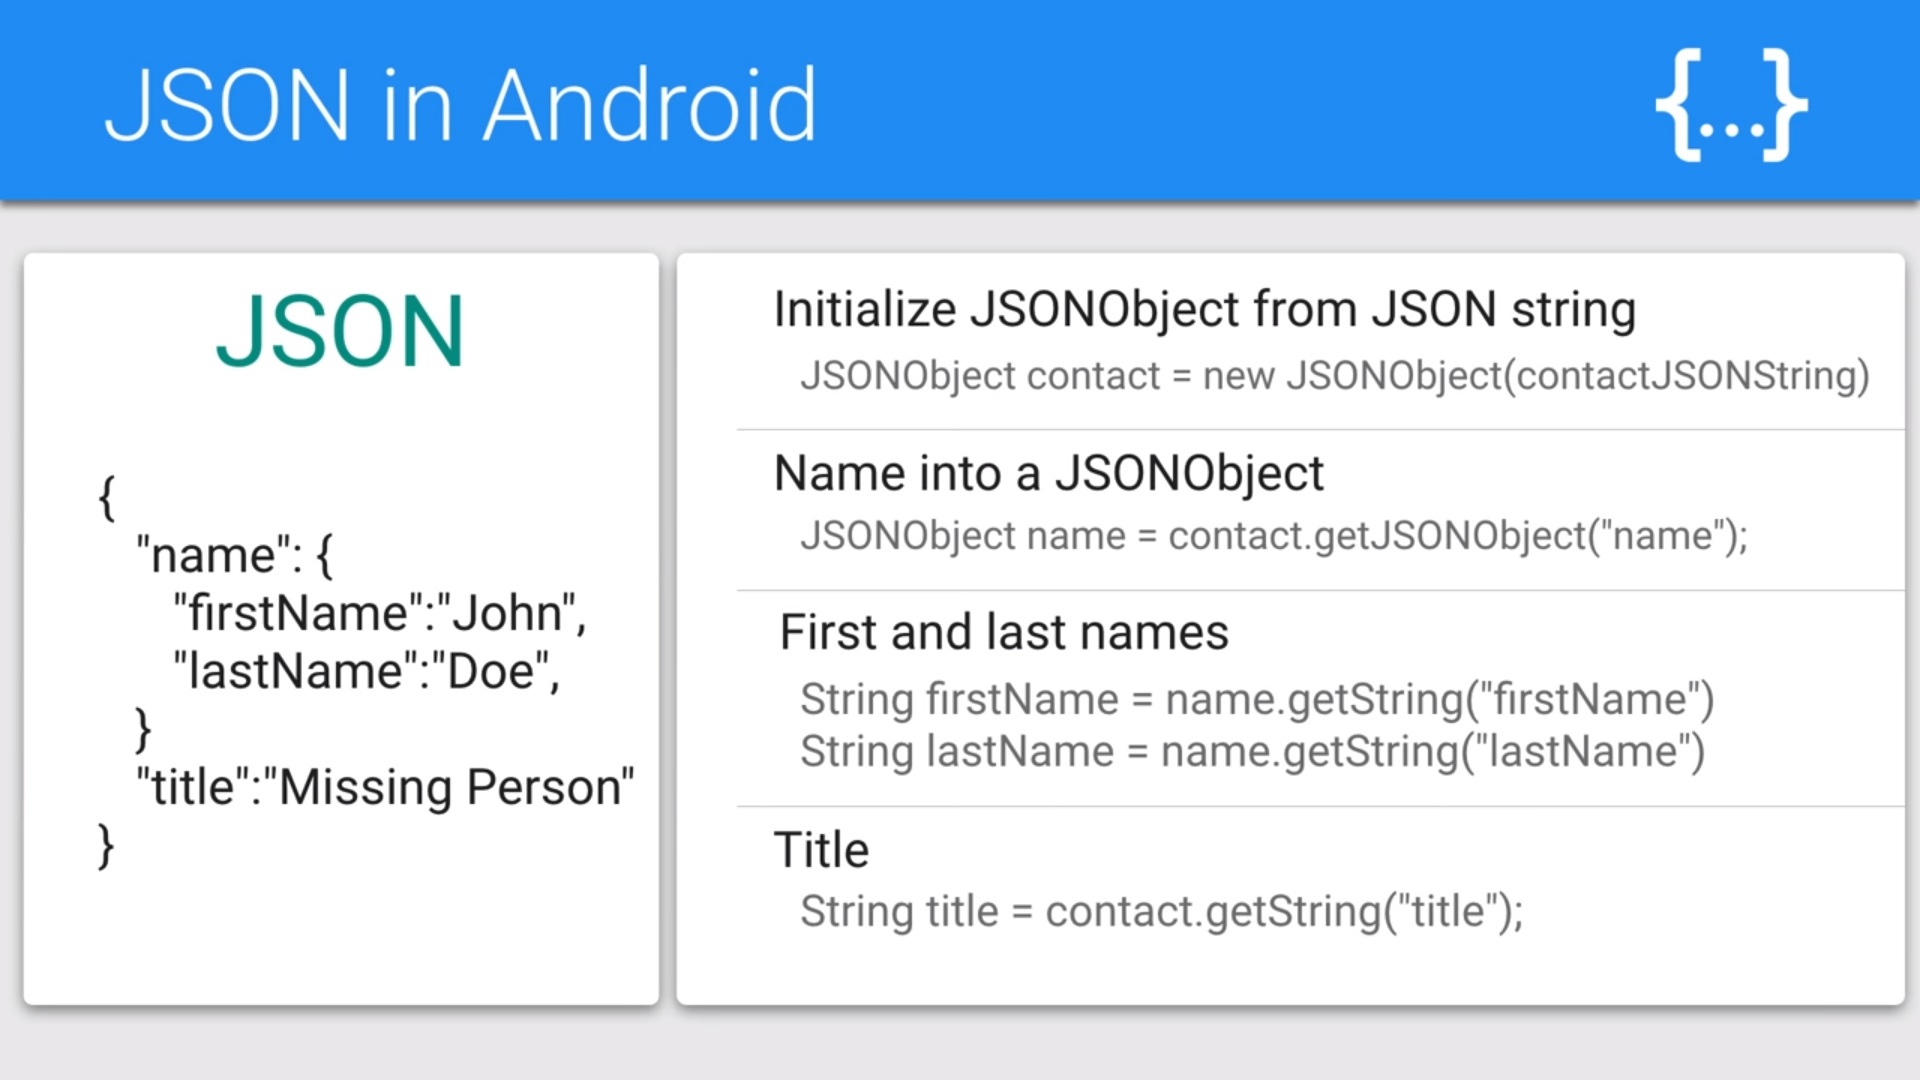 JSON in Android
{...}
JSON
{
"name": {
"firstName":"John",
"lastName":"Doe",
}
"title":"Missing Person"
}
Initialize JSONObject from JSON string
JSONObject contact = new JSONObject(contactJSONString)
Name into a JSONObject
JSONObject name = contact.getJSONObject("name");
First and last names
String firstName = name.getString("firstName")
String lastName = name.getString("lastName")
Title
String title = contact.getString("title");